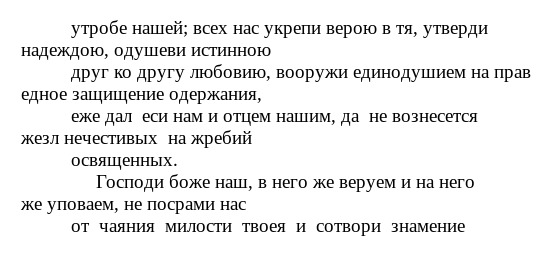 утробе нашей; всех нас укрепи верою в тя, утверди
надеждою, одушеви истинною
друг ко другу любовию, вооружи единодушием на прав
едное защищение одержания,
еже дал еси нам и отцем нашим, да не вознесется
жезл нечестивых на жребий
освященных.
Господи боже наш, в него же веруем и на него
же уповаем, не посрами нас
от чаяния милости твоея и сотвори знамение